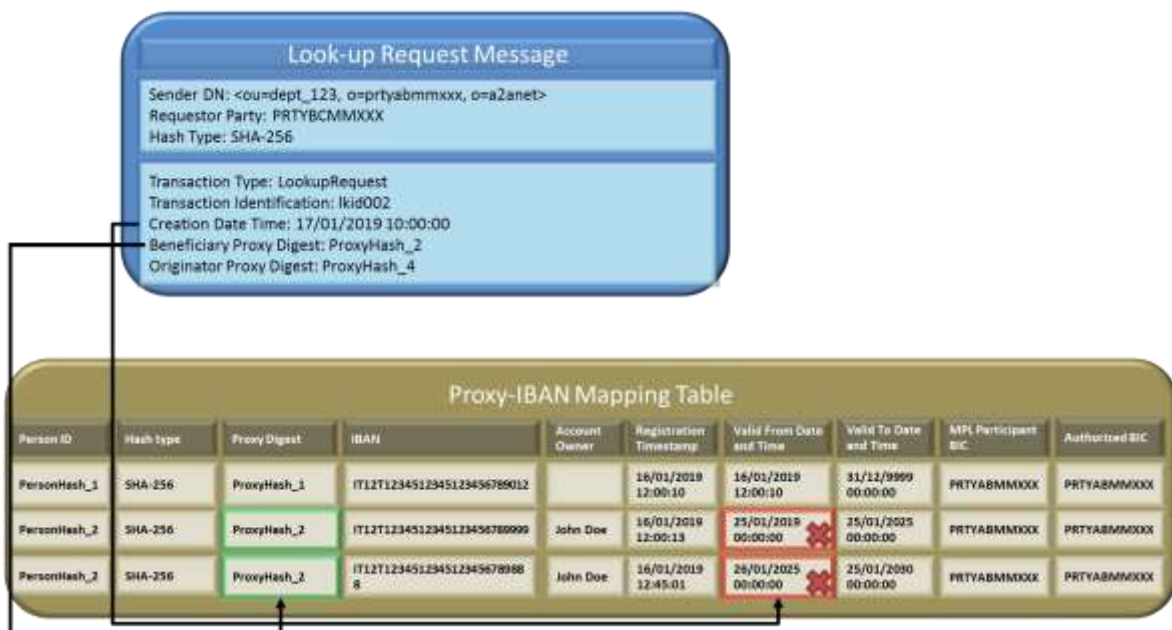 Look-up Request Message
Sender DN: <ou=dept_123, o=prtyabmmxxx, o=a2anet>
Requestor Party: PRTYBCMMXXX
Hash Type: SHA-256
Transaction Type: LookupRequest
Transaction Identification: lkid002
Creation Date Time: 17/01/2019 10:00:00
Beneficiary Proxy Digest: ProxyHash_2
Originator Proxy Digest: ProxyHash_4
Proxy-IBAN Mapping Table
Person ID Hash type Proxy Digest IBAN Account Owner Registration Timestamp Valid From Date and Time Valid To Date and Time MPL Participant BIC Authorized BIC
PersonHash_1 SHA-256 ProxyHash_1 IT12T1234512345123456789012 16/01/2019 12:00:10 16/01/2019 12:00:10 31/12/9999 00:00:00 PRTYABMMXXX PRTYABMMXXX
PersonHash_2 SHA-256 ProxyHash_2 IT12T1234512345123456789999 John Doe 16/01/2019 12:00:13 25/01/2019 00:00:00 25/01/2025 00:00:00 PRTYABMMXXX PRTYABMMXXX
PersonHash_2 SHA-256 ProxyHash_2 IT12T1234512345123456789888 John Doe 16/01/2019 12:45:01 26/01/2025 00:00:00 25/01/2030 00:00:00 PRTYABMMXXX PRTYABMMXXX